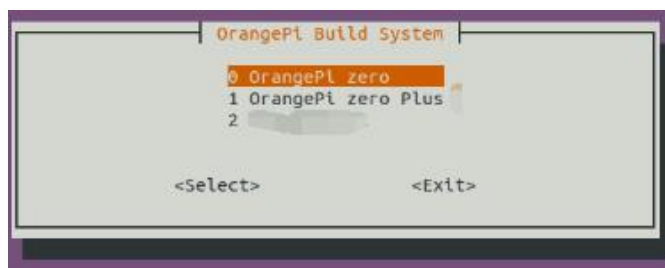 OrangePi Build System
0 OrangePi zero
1 OrangePi zero Plus
2
<Select> <Exit>